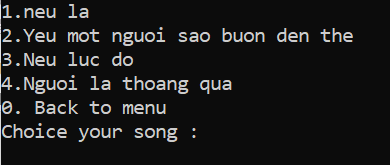 1.neu la
2.Yeu mot nguoi sao buon den the
3.Neu luc do
4.Nguoi la thoang qua
0. Back to menu
Choice your song :